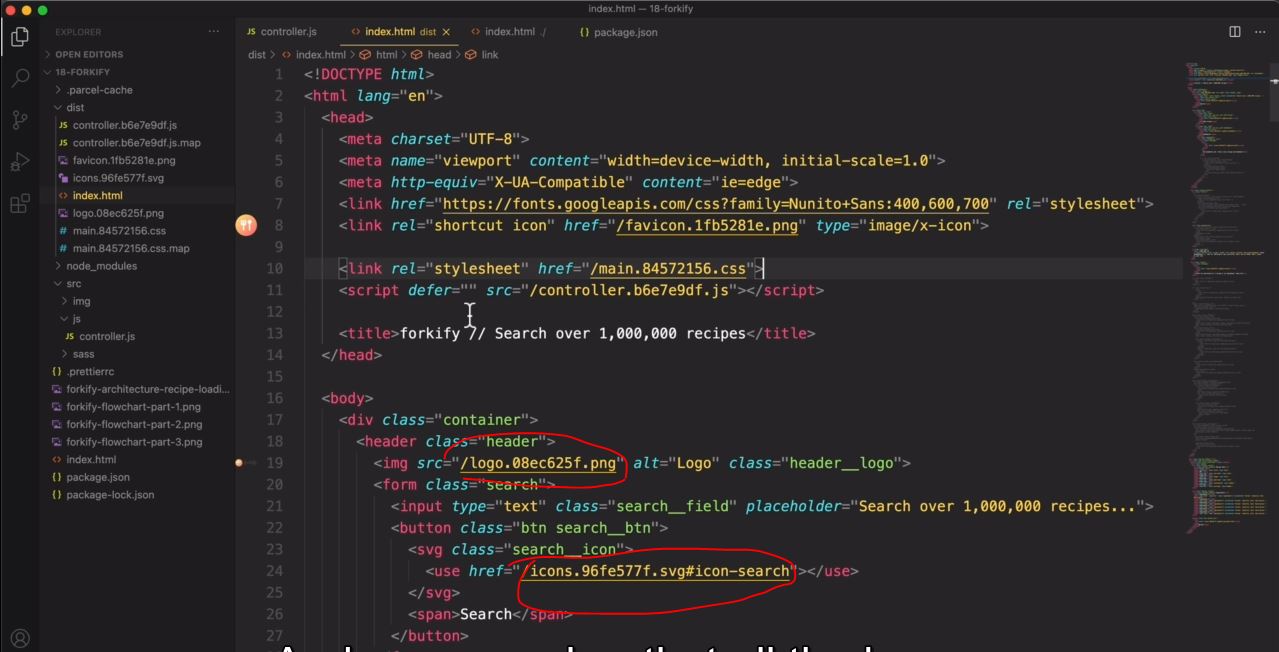 index.html — 18-forkify
EXPLORER
OPEN EDITORS
18-FORKIFY
.parcel-cache
dist
JS controller.b6e7e9df.js
JS controller.b6e7e9df.js.map
favicon.1fb5281e.png
icons.96fe577f.svg
<> index.html
logo.08ec625f.png
# main.84572156.css
# main.84572156.css.map
node_modules
src
img
js
JS controller.js
sass
{} .prettierrc
forkify-architecture-recipe-loadi...
forkify-flowchart-part-1.png
forkify-flowchart-part-2.png
forkify-flowchart-part-3.png
<> index.html
{} package.json
{} package-lock.json
JS controller.js <> index.html dist × <> index.html ./ {} package.json
dist > <> index.html > html > head > link
1 <!DOCTYPE html>
2 <html lang="en">
3 <head>
4 <meta charset="UTF-8">
5 <meta name="viewport" content="width=device-width, initial-scale=1.0">
6 <meta http-equiv="X-UA-Compatible" content="ie=edge">
7 <link href="https://fonts.googleapis.com/css?family=Nunito+Sans:400,600,700" rel="stylesheet">
8 <link rel="shortcut icon" href="/favicon.1fb5281e.png" type="image/x-icon">
9
10 <link rel="stylesheet" href="/main.84572156.css">
11 <script defer="" src="/controller.b6e7e9df.js"></script>
12
13 <title>forkify // Search over 1,000,000 recipes</title>
14 </head>
15
16 <body>
17 <div class="container">
18 <header class="header">
19 <img src="/logo.08ec625f.png" alt="Logo" class="header__logo">
20 <form class="search">
21 <input type="text" class="search__field" placeholder="Search over 1,000,000 recipes...">
22 <button class="btn search__btn">
23 <svg class="search__icon">
24 <use href="/icons.96fe577f.svg#icon-search"></use>
25 </svg>
26 <span>Search</span>
27 </button>